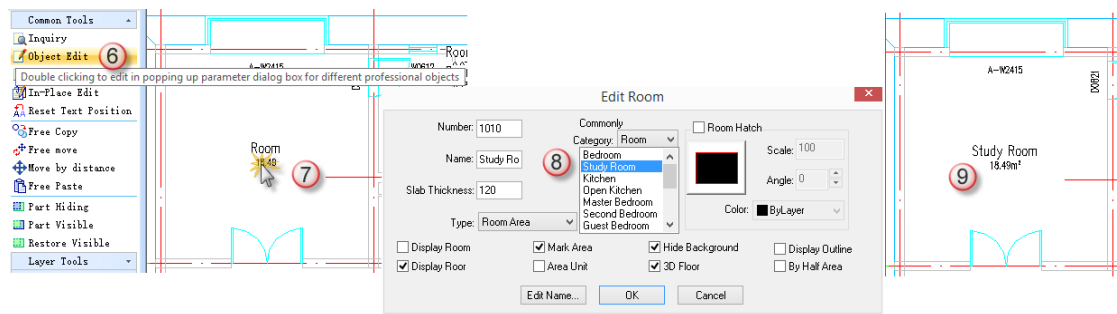 Common Tools
Inquiry
Object Edit
6
Double clicking to edit in popping up parameter dialog box for different professional objects
In-Place Edit
Reset Text Position
Free Copy
Free move
Move by distance
Free Paste
Part Hiding
Part Visible
Restore Visible
Layer Tools
A-W2415
Room
18.49
7
Edit Room
Number: 1010
Name: Study Ro
Slab Thickness: 120
Type: Room Area
Commonly
Category: Room
8
Bedroom
Study Room
Kitchen
Open Kitchen
Master Bedroom
Second Bedroom
Guest Bedroom
Room Hatch
Scale: 100
Angle: 0
Color: ByLayer
Display Room
Mark Area
Hide Background
Display Outline
Display Roor
Area Unit
3D Floor
By Half Area
Edit Name...
OK
Cancel
A-W2415
Study Room
18.49m²
9